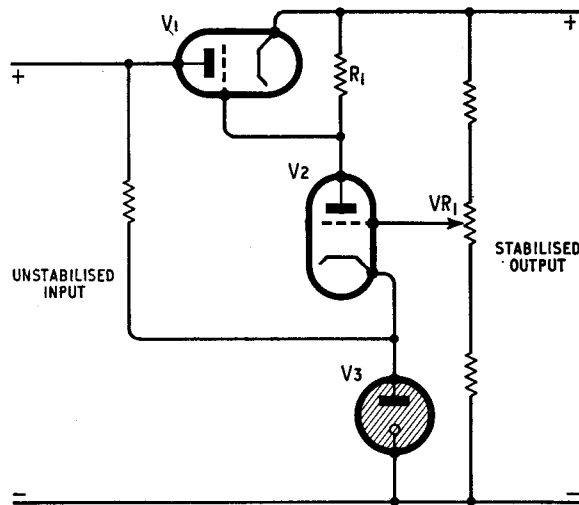 V1
+
+
R1
V2
VR1
UNSTABILISED
INPUT
STABILISED
OUTPUT
V3
−
−